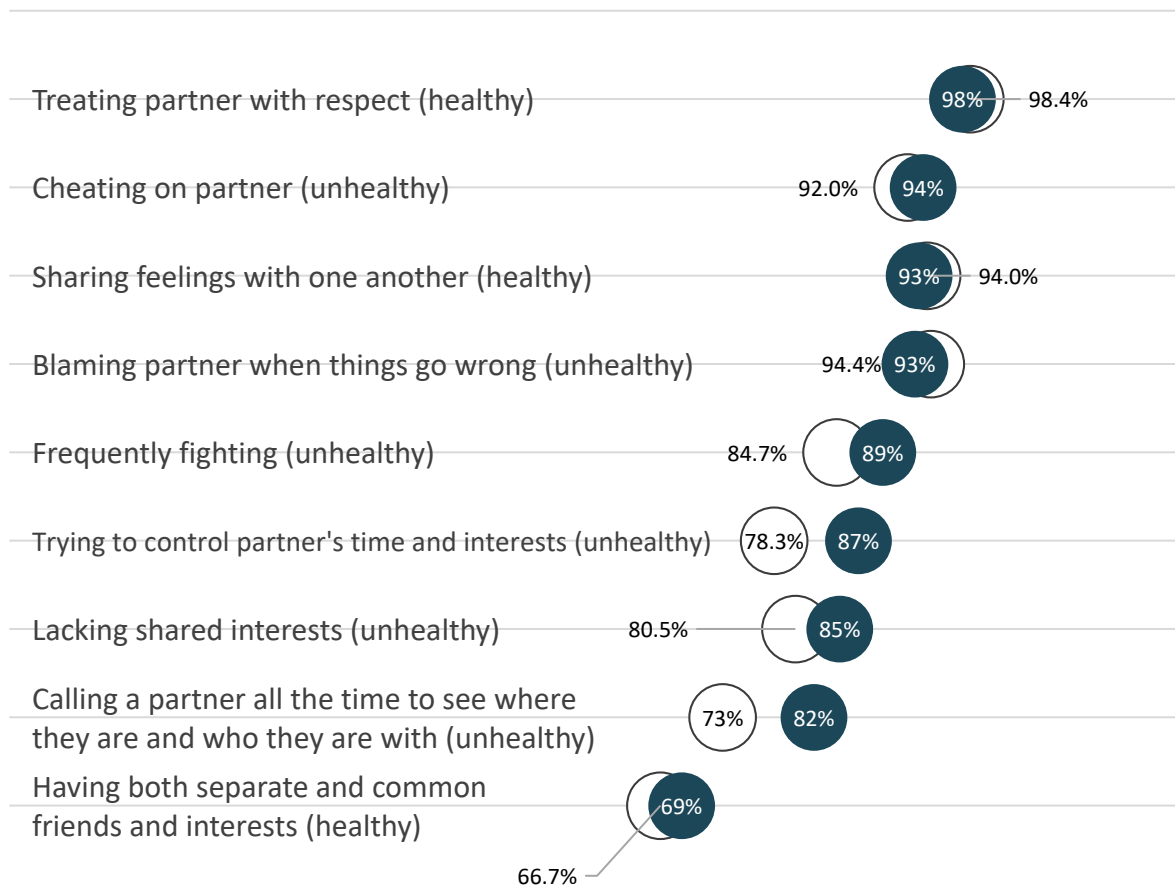 Treating partner with respect (healthy) 98% 98.4%
Cheating on partner (unhealthy) 92.0% 94%
Sharing feelings with one another (healthy) 93% 94.0%
Blaming partner when things go wrong (unhealthy) 94.4% 93%
Frequently fighting (unhealthy) 84.7% 89%
Trying to control partner's time and interests (unhealthy) 78.3% 87%
Lacking shared interests (unhealthy) 80.5% 85%
Calling a partner all the time to see where
they are and who they are with (unhealthy) 73% 82%
Having both separate and common
friends and interests (healthy) 69%
66.7%